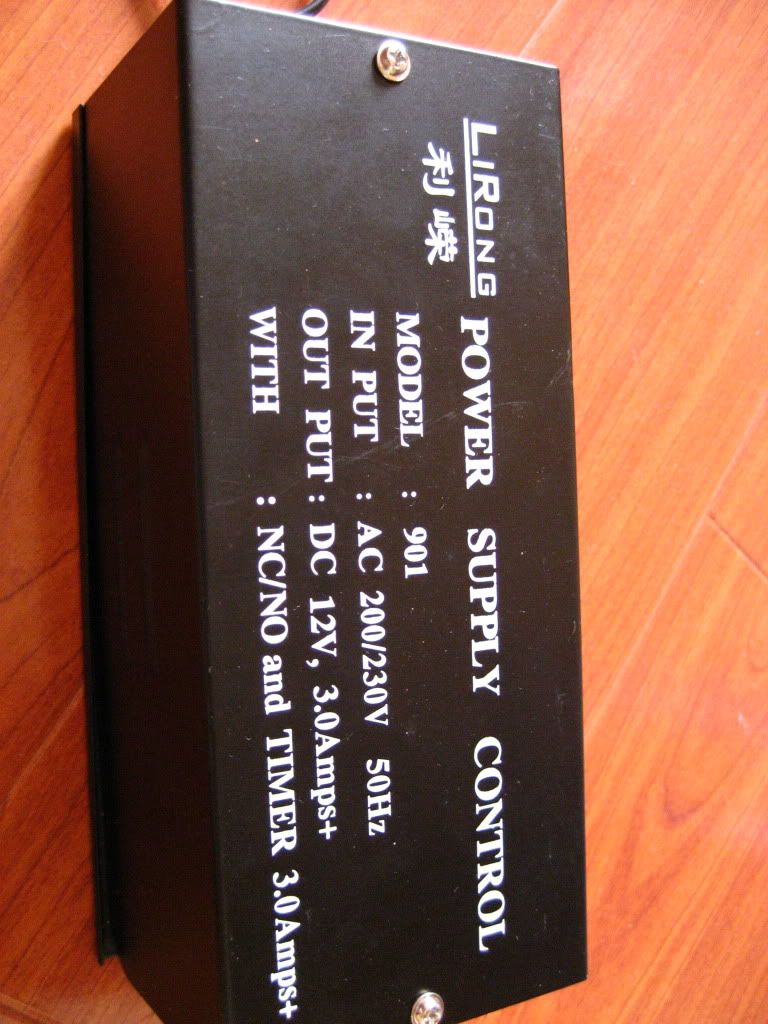 LIRONG
利嶸
POWER SUPPLY CONTROL
MODEL : 901
IN PUT : AC 200/230V 50Hz
OUT PUT: DC 12V, 3.0Amps+
WITH : NC/NO and TIMER 3.0Amps+